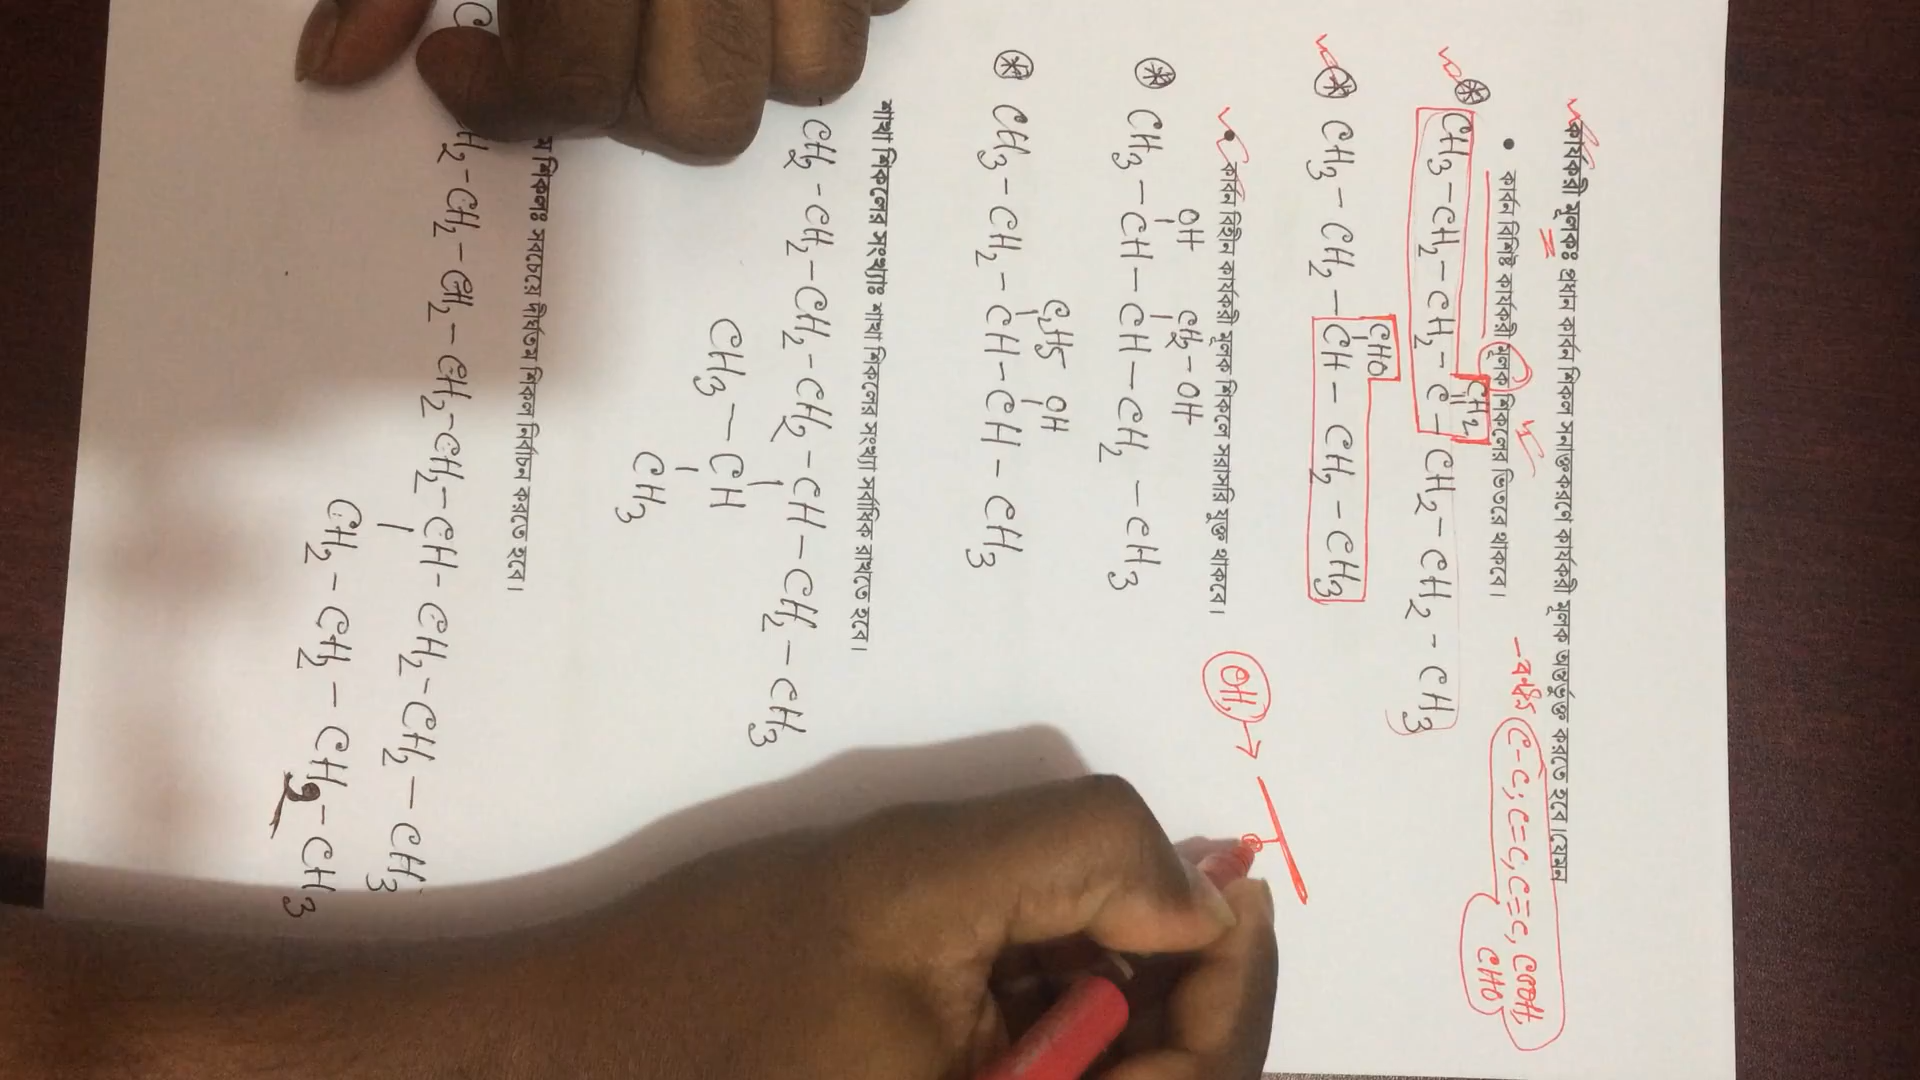 কার্যকরী মূলকঃ প্রধান কার্বন শিকল সনাক্তকরণে কার্যকরী মূলক অন্তর্ভুক্ত করতে হবে। যেমন
• কার্বন বিশিষ্ট কার্যকরী মূলক শিকলের ভিতরে থাকবে।
C-C; C=C, C≡C, COOH,
CHO
CH2
CH3-CH2-CH2-C-CH2-CH2-CH3
CHO
CH3-CH2-CH-CH2-CH3
• কার্বন বিহীন কার্যকরী মূলক শিকলে সরাসরি যুক্ত থাকবে।
OH →
OH CH2-OH
CH3-CH-CH-CH2-CH3
C2H5 OH
CH3-CH2-CH-CH-CH3
শাখা শিকলের সংখ্যাঃ শাখা শিকলের সংখ্যা সর্বাধিক রাখতে হবে।
CH2-CH2-CH2-CH2-CH-CH2-CH3
CH3-CH
CH3
শিকলঃ সবচেয়ে দীর্ঘতম শিকল নির্বাচন করতে হবে।
H2-CH2-CH2-CH2-CH2-CH-CH2-CH2-CH3
CH2-CH2-CH2-CH3